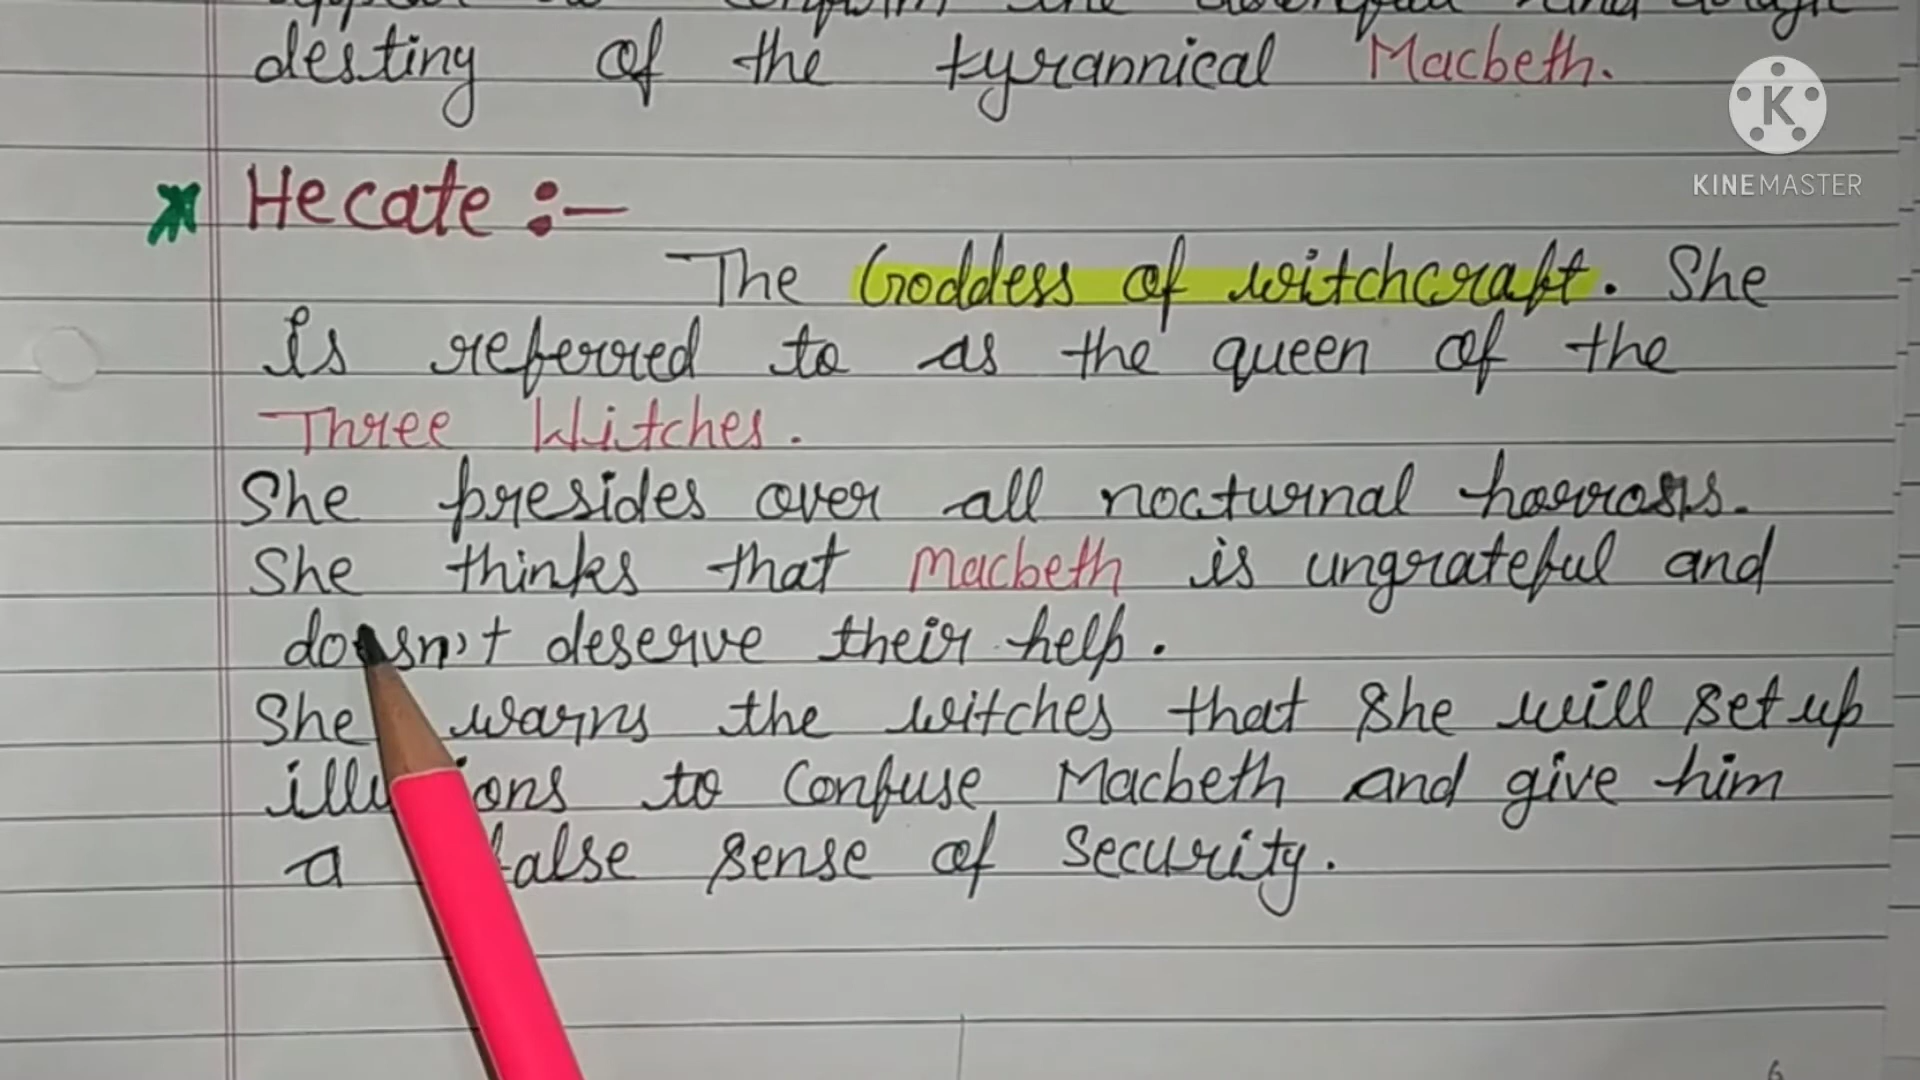 destiny of the tyrannical Macbeth.
K
KINEMASTER
* Hecate :-
The Goddess of witchcraft. She
is referred to as the queen of the
Three Witches.
She presides over all nocturnal horrors.
She thinks that Macbeth is ungrateful and
doesn't deserve their help.
She warns the witches that she will set up
illusions to confuse Macbeth and give him
a false sense of security.
6